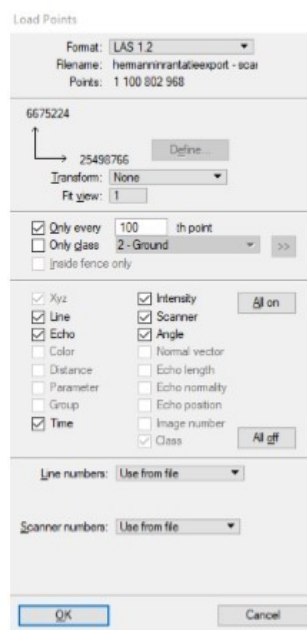 Load Points
Format: LAS 1.2
Filename: hermanninrantatieexport - scar
Points: 1 100 802 968
6675224
25498766
Define...
Transform: None
Fit view: 1
Only every 100 th point
Only class 2 - Ground >>
Inside fence only
Xyz Intensity All on
Line Scanner
Echo Angle
Color Normal vector
Distance Echo length
Parameter Echo normality
Group Echo position
Time Image number
Class All off
Line numbers: Use from file
Scanner numbers: Use from file
OK Cancel